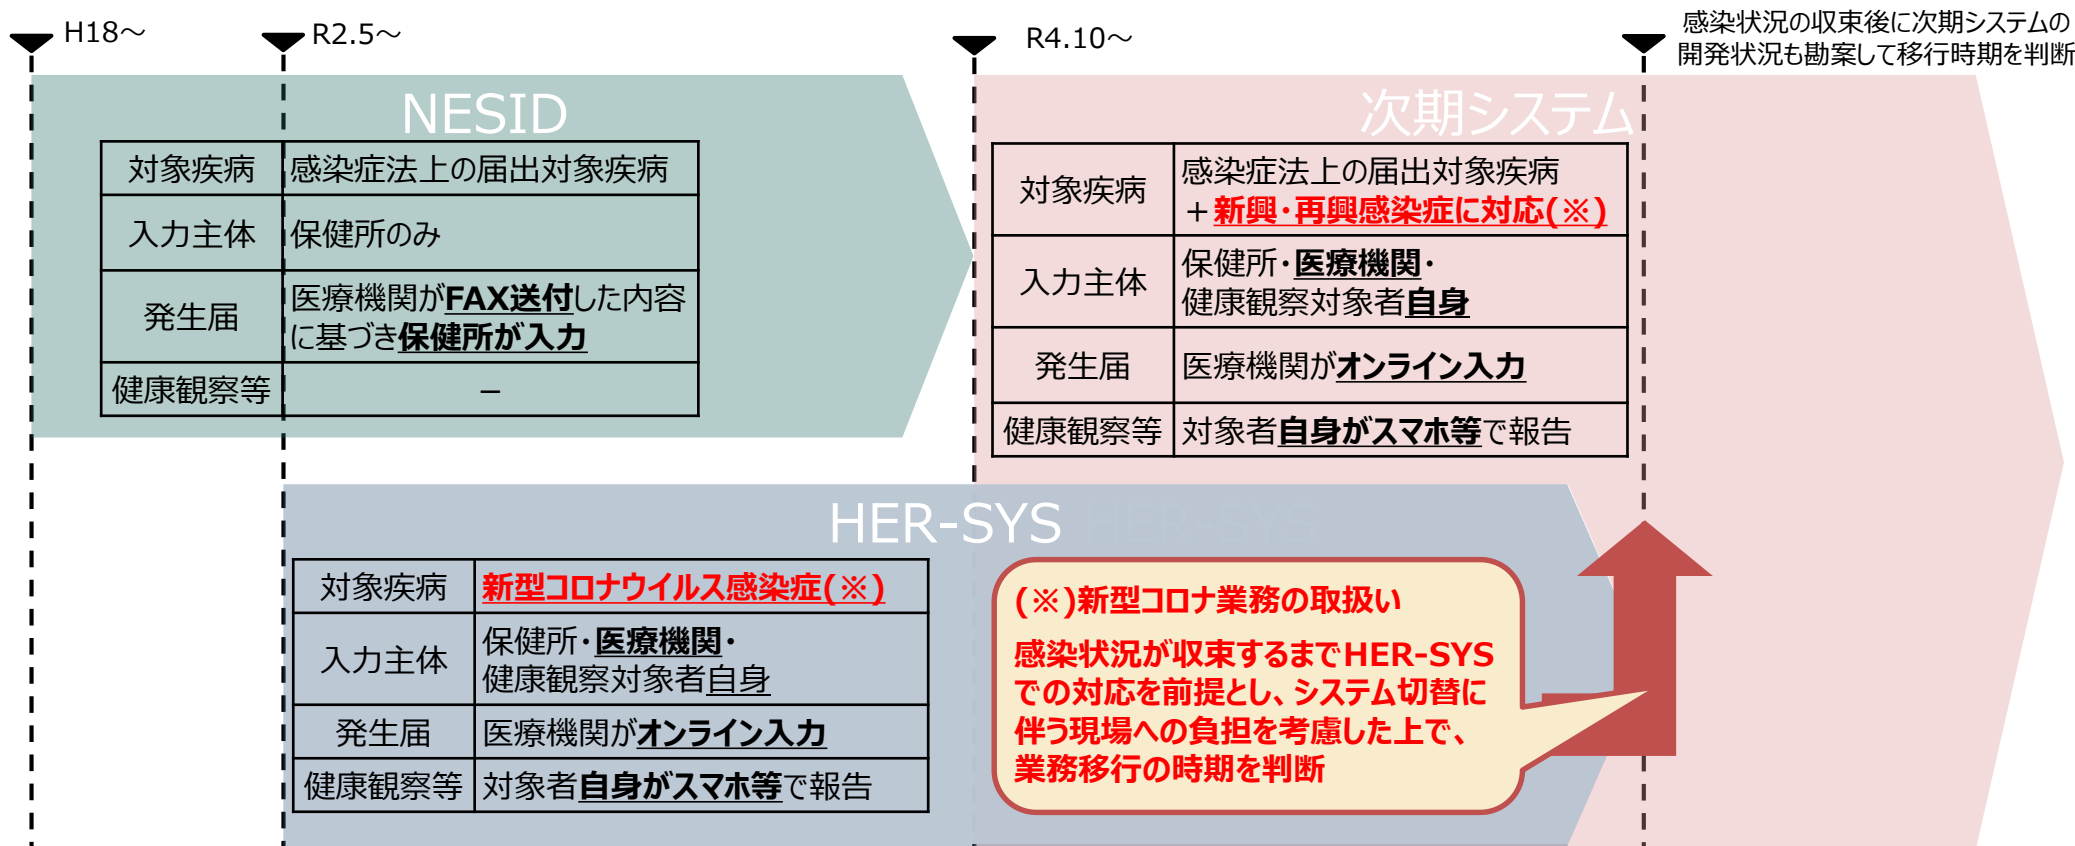 H18～
R2.5～
R4.10～
感染状況の収束後に次期システムの
開発状況も勘案して移行時期を判断
NESID
対象疾病
感染症法上の届出対象疾病
入力主体
保健所のみ
発生届
医療機関がFAX送付した内容
に基づき保健所が入力
健康観察等
－
次期システム
対象疾病
感染症法上の届出対象疾病
＋新興・再興感染症に対応(※)
入力主体
保健所・医療機関・
健康観察対象者自身
発生届
医療機関がオンライン入力
健康観察等
対象者自身がスマホ等で報告
HER-SYS HER-SYS
対象疾病
新型コロナウイルス感染症(※)
入力主体
保健所・医療機関・
健康観察対象者自身
発生届
医療機関がオンライン入力
健康観察等
対象者自身がスマホ等で報告
(※)新型コロナ業務の取扱い
感染状況が収束するまでHER-SYS
での対応を前提とし、システム切替に
伴う現場への負担を考慮した上で、
業務移行の時期を判断